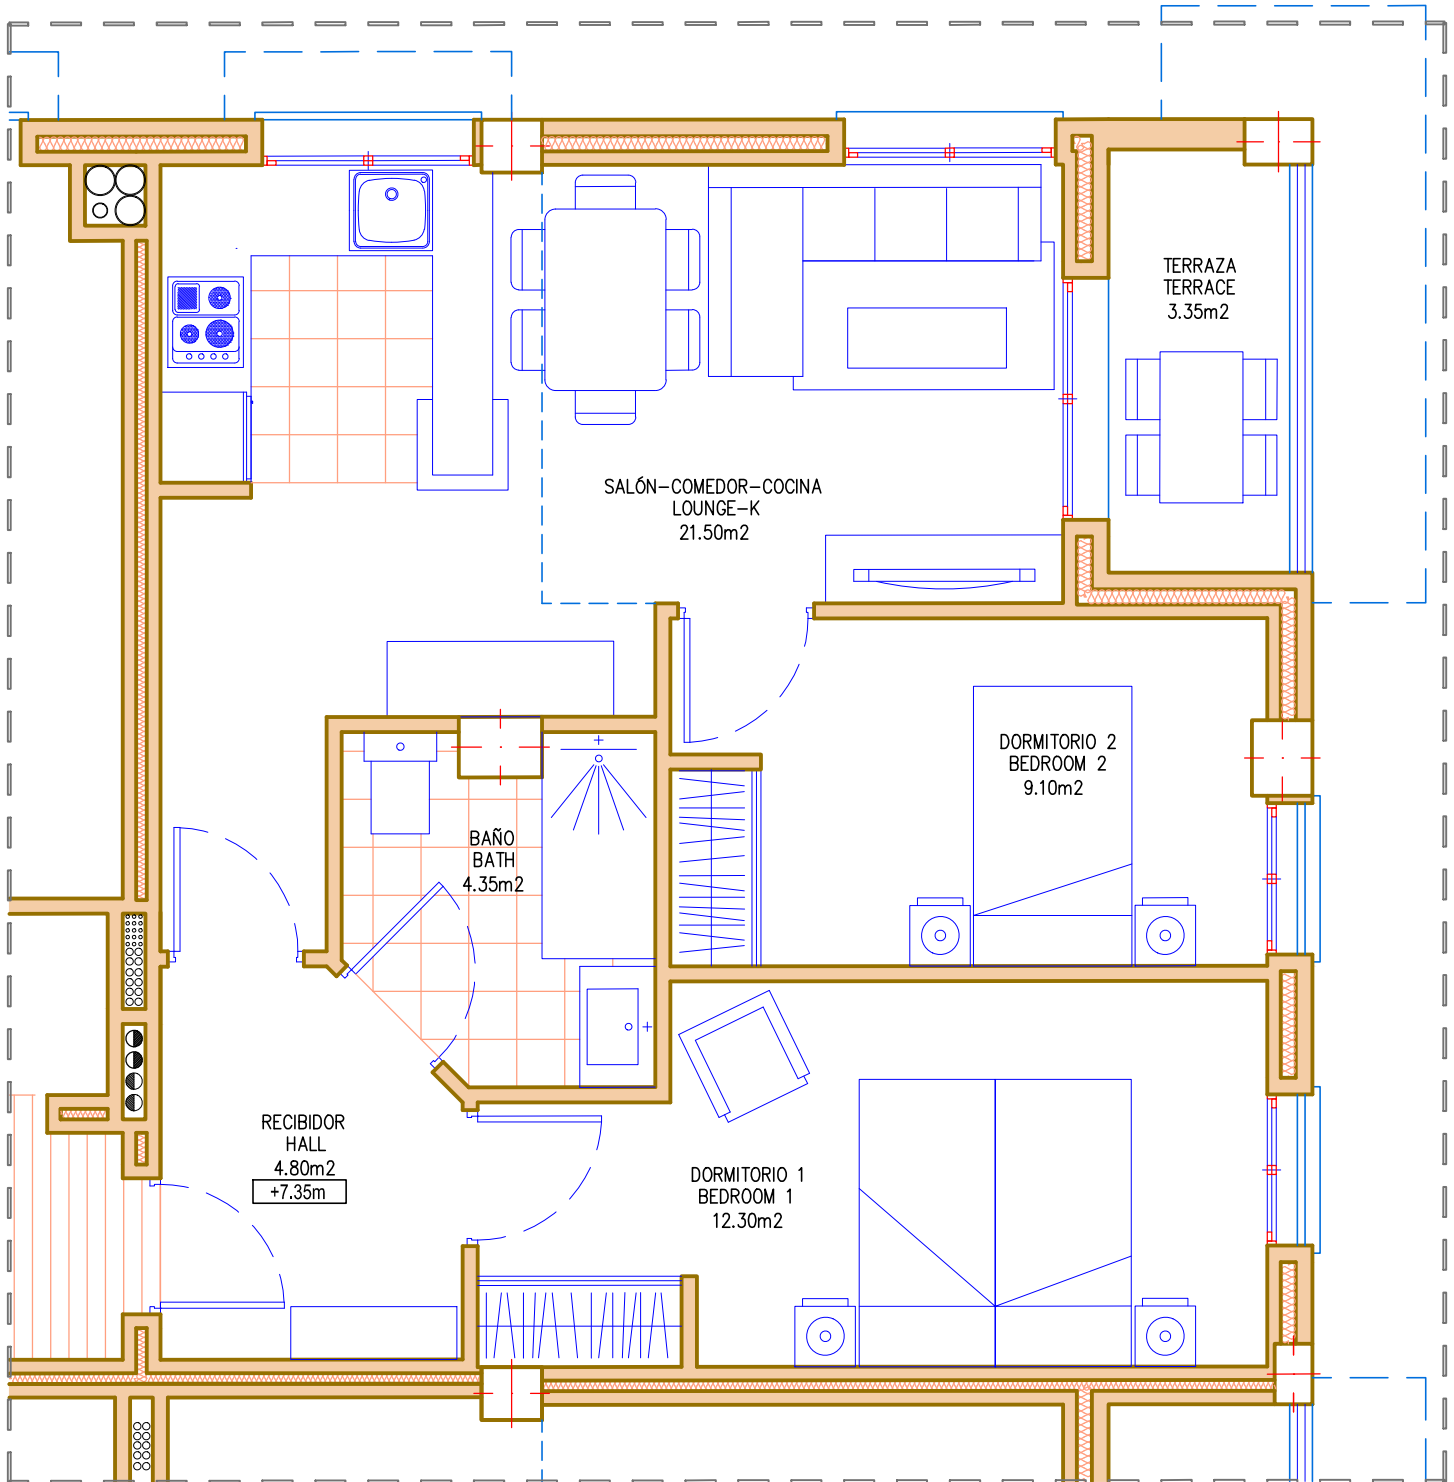 TERRAZA
TERRACE
3.35m2
SALÓN-COMEDOR-COCINA
LOUNGE-K
21.50m2
DORMITORIO 2
BEDROOM 2
9.10m2
BAÑO
BATH
4.35m2
RECIBIDOR
HALL
4.80m2
+7.35m
DORMITORIO 1
BEDROOM 1
12.30m2